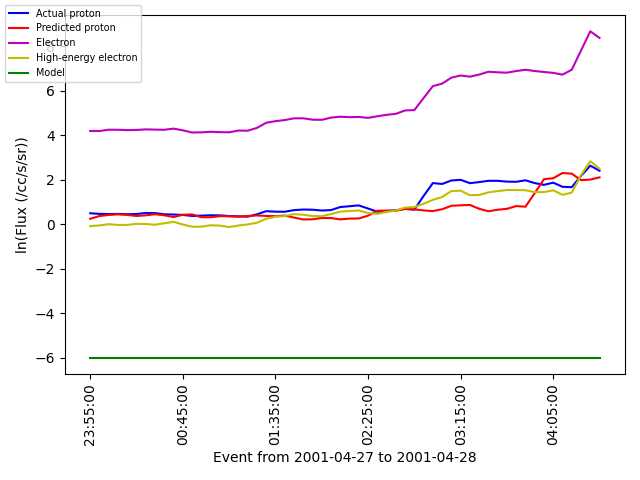 Actual proton
Predicted proton
Electron
High-energy electron
Model
8
6
4
2
0
−2
−4
−6
ln(Flux (/cc/s/sr))
23:55:00
00:45:00
01:35:00
02:25:00
03:15:00
04:05:00
Event from 2001-04-27 to 2001-04-28